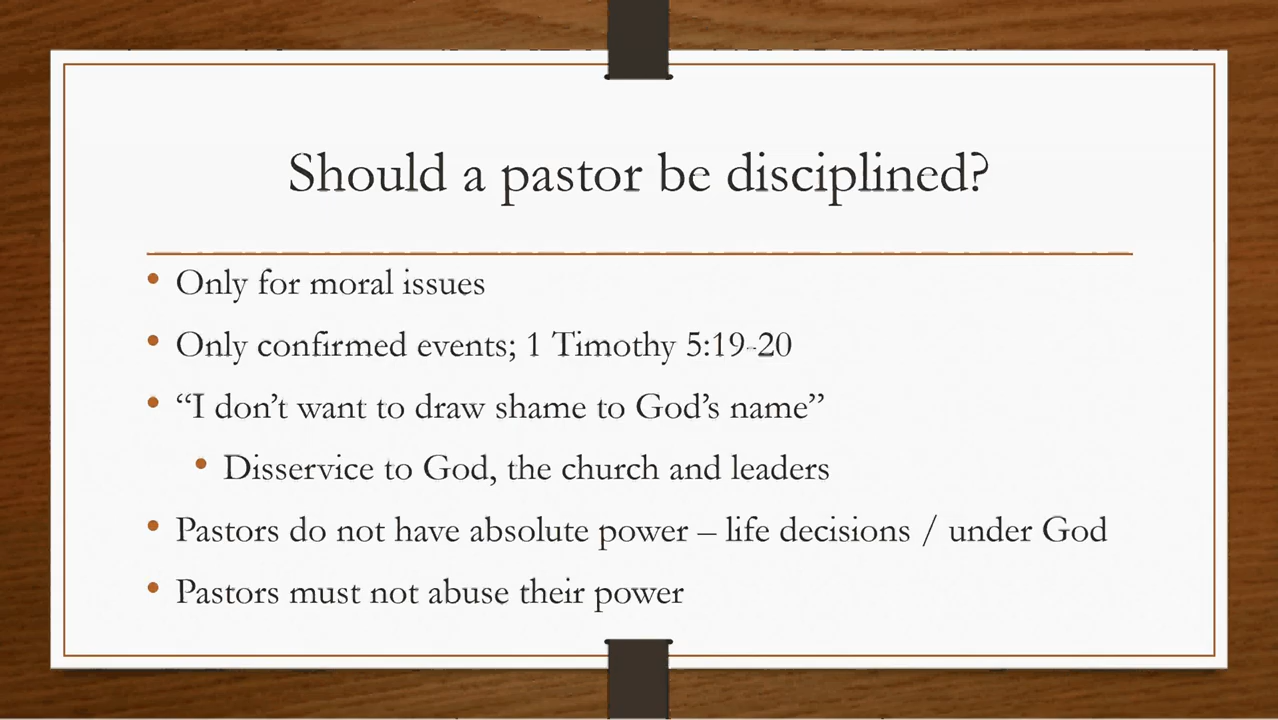 Should a pastor be disciplined?
• Only for moral issues
• Only confirmed events; 1 Timothy 5:19-20
• “I don’t want to draw shame to God’s name”
• Disservice to God, the church and leaders
• Pastors do not have absolute power – life decisions / under God
• Pastors must not abuse their power